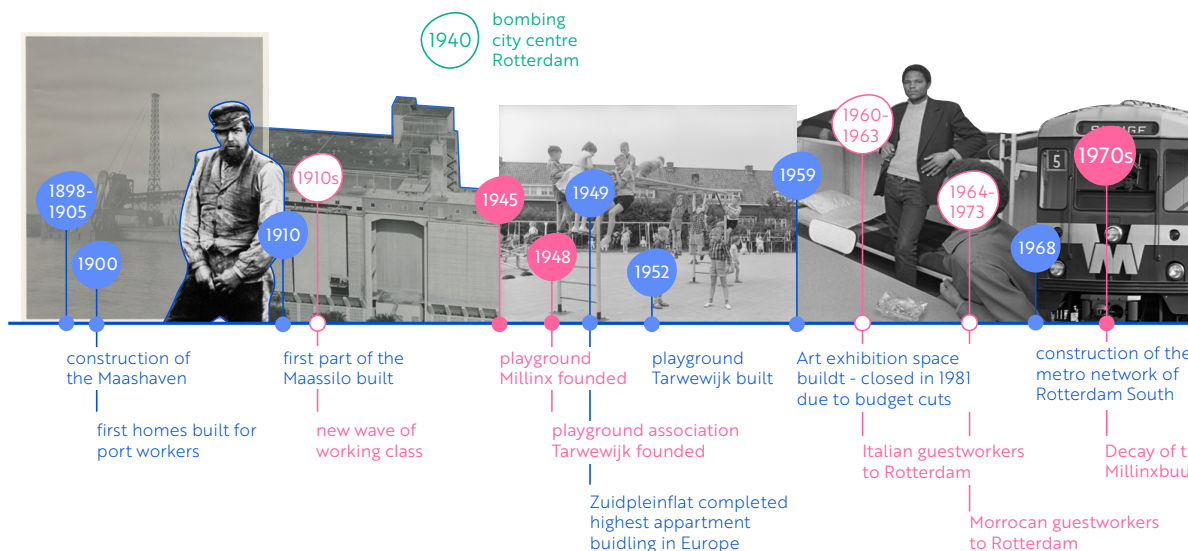 1940
bombing
city centre
Rotterdam
1898-
1905
1900
1910
1910s
1945
1948
1949
1952
1959
1960-
1963
1964-
1973
1968
1970s
5
construction of
the Maashaven
first homes built for
port workers
first part of the
Maassilo built
new wave of
working class
playground
Millinx founded
playground association
Tarwewijk founded
Zuidpleinflat completed
highest appartment
buidling in Europe
playground
Tarwewijk built
Art exhibition space
buildt - closed in 1981
due to budget cuts
Italian guestworkers
to Rotterdam
Morrocan guestworkers
to Rotterdam
construction of the
metro network of
Rotterdam South
Decay of t
Millinxbuu